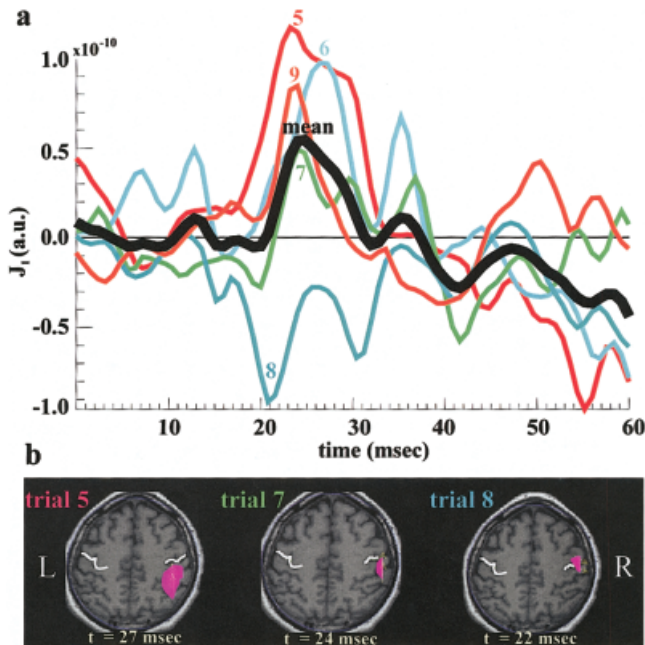 a
x10⁻¹⁰
1.0
0.5
0.0
-0.5
-1.0
J_I (a.u.)
5
6
9
mean
7
8
0
10
20
30
40
50
60
time (msec)
b
trial 5
trial 7
trial 8
L
R
t = 27 msec
t = 24 msec
t = 22 msec